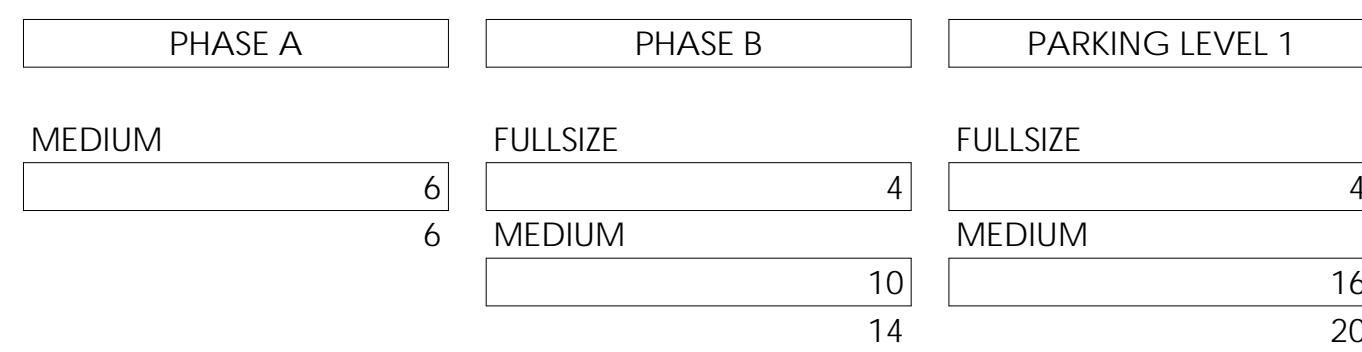 PHASE A PHASE B PARKING LEVEL 1
MEDIUM FULLSIZE FULLSIZE
6 4 4
6 MEDIUM MEDIUM
10 16
14 20